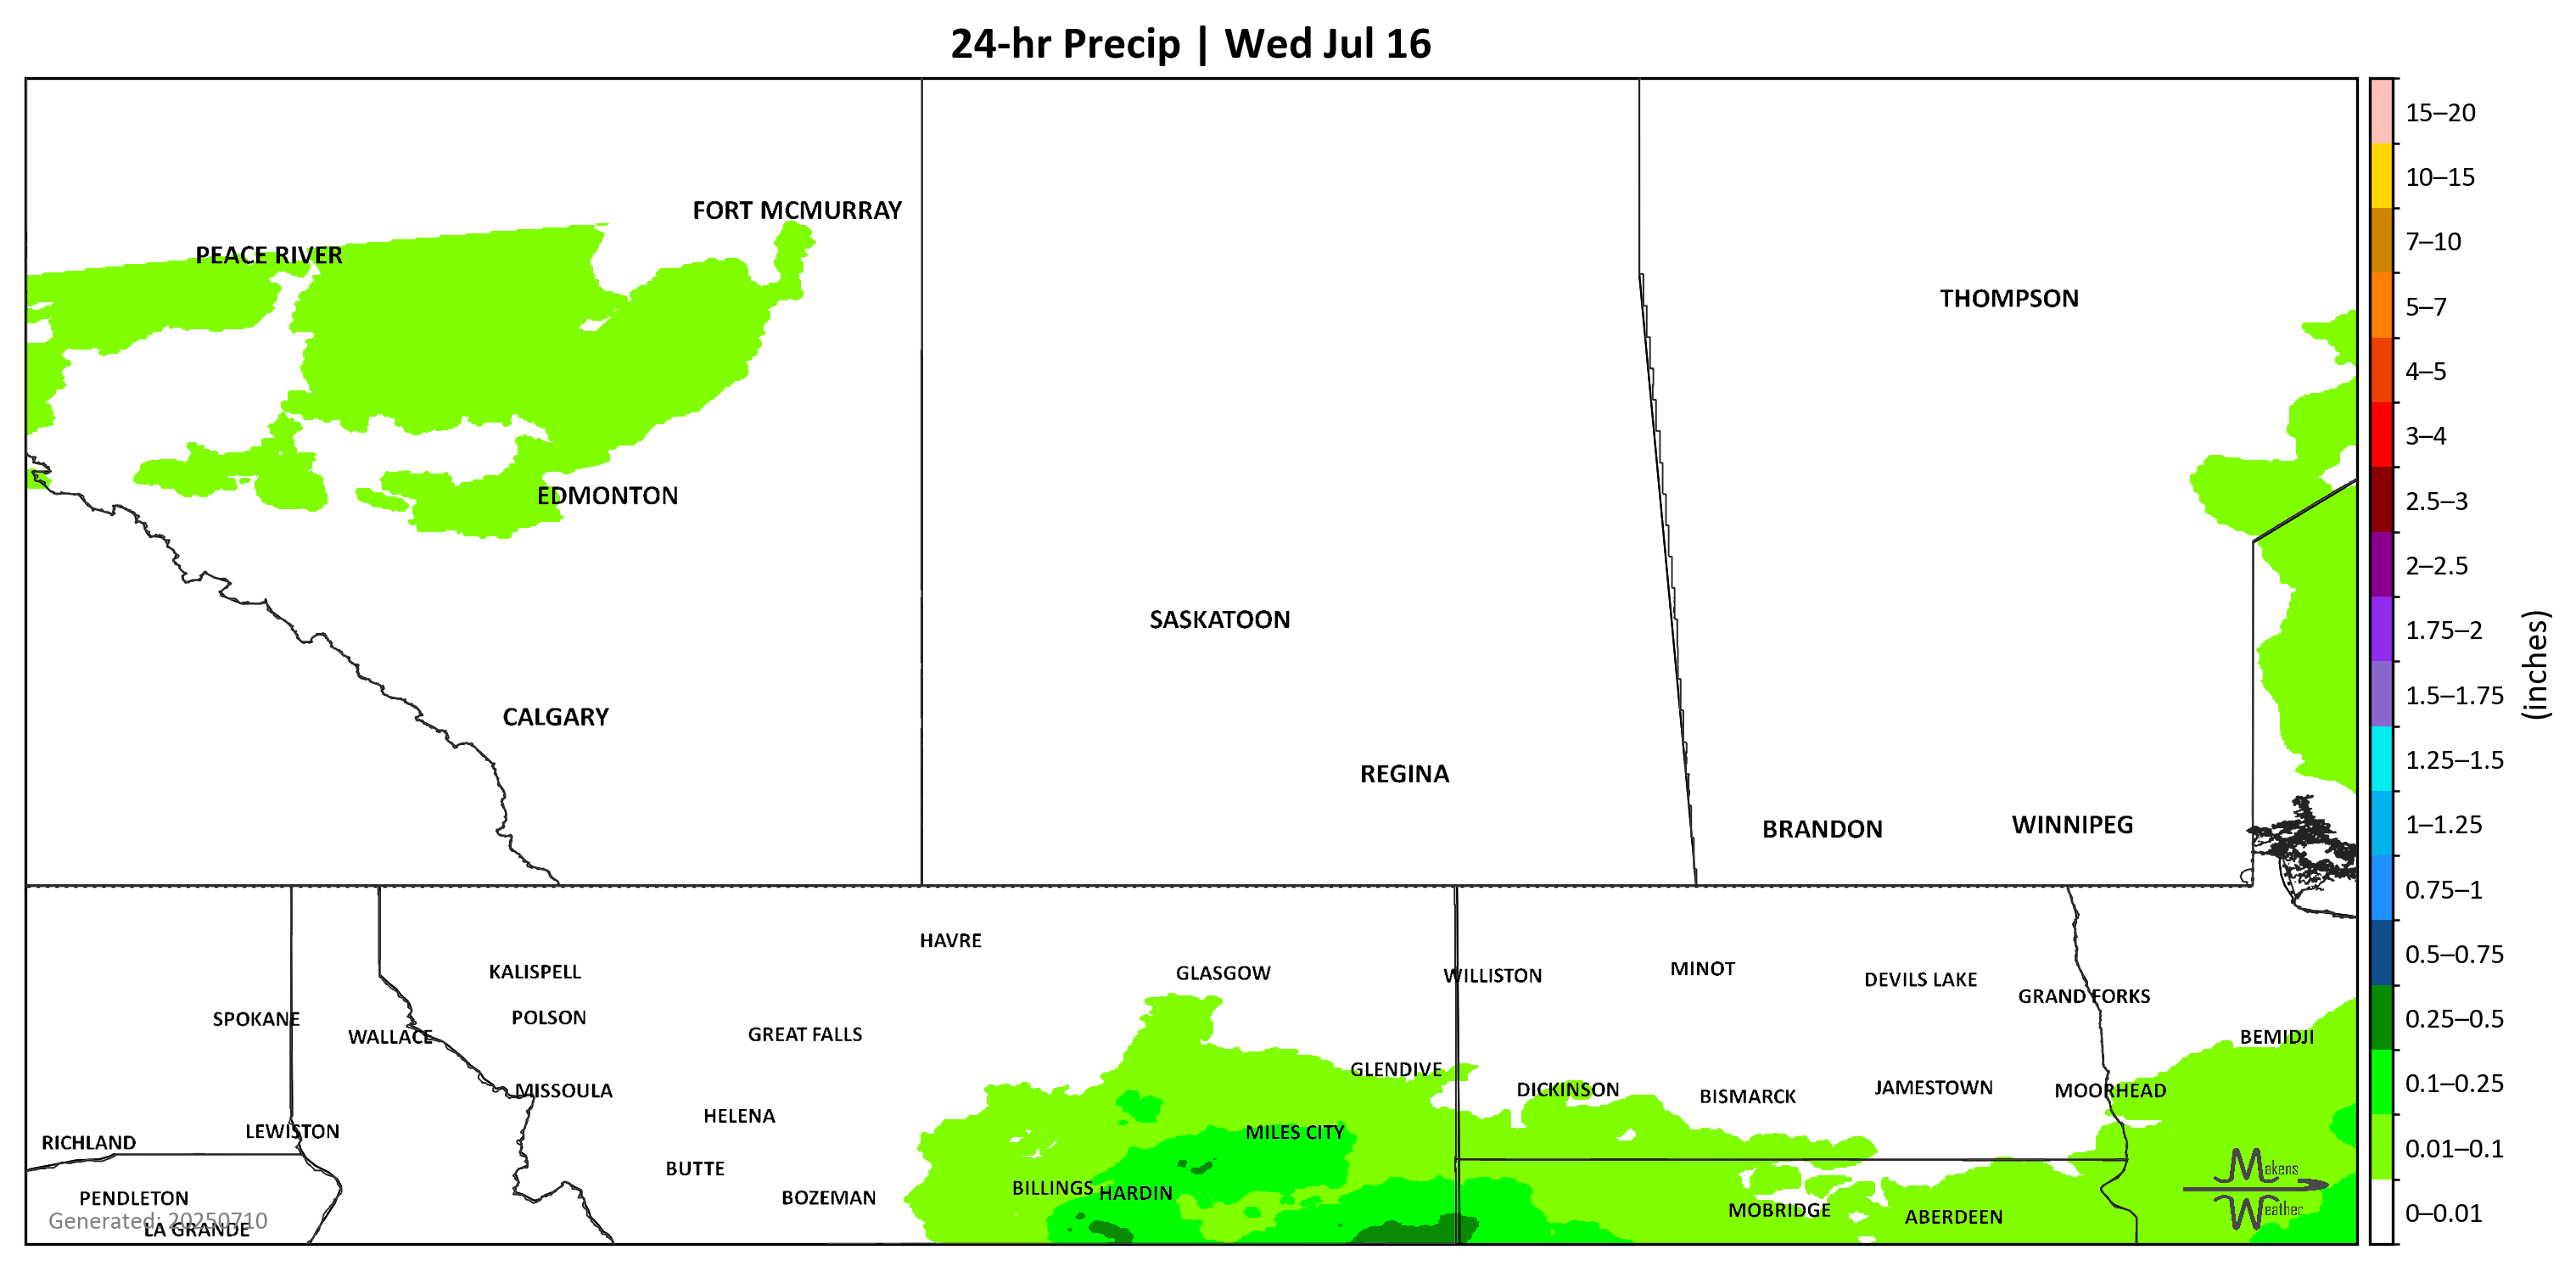 24-hr Precip | Wed Jul 16
FORT MCMURRAY
PEACE RIVER
THOMPSON
EDMONTON
SASKATOON
CALGARY
REGINA
BRANDON
WINNIPEG
HAVRE
KALISPELL
GLASGOW
WILLISTON
MINOT
DEVILS LAKE
GRAND FORKS
SPOKANE
POLSON
WALLACE
GREAT FALLS
BEMIDJI
GLENDIVE
MISSOULA
DICKINSON
BISMARCK
JAMESTOWN
MOORHEAD
HELENA
RICHLAND
LEWISTON
MILES CITY
BUTTE
BILLINGS
HARDIN
PENDLETON
BOZEMAN
MOBRIDGE
ABERDEEN
Generated: 20250710
LA GRANDE
Makens
Weather
15–20
10–15
7–10
5–7
4–5
3–4
2.5–3
2–2.5
1.75–2
1.5–1.75
1.25–1.5
1–1.25
0.75–1
0.5–0.75
0.25–0.5
0.1–0.25
0.01–0.1
0–0.01
(inches)